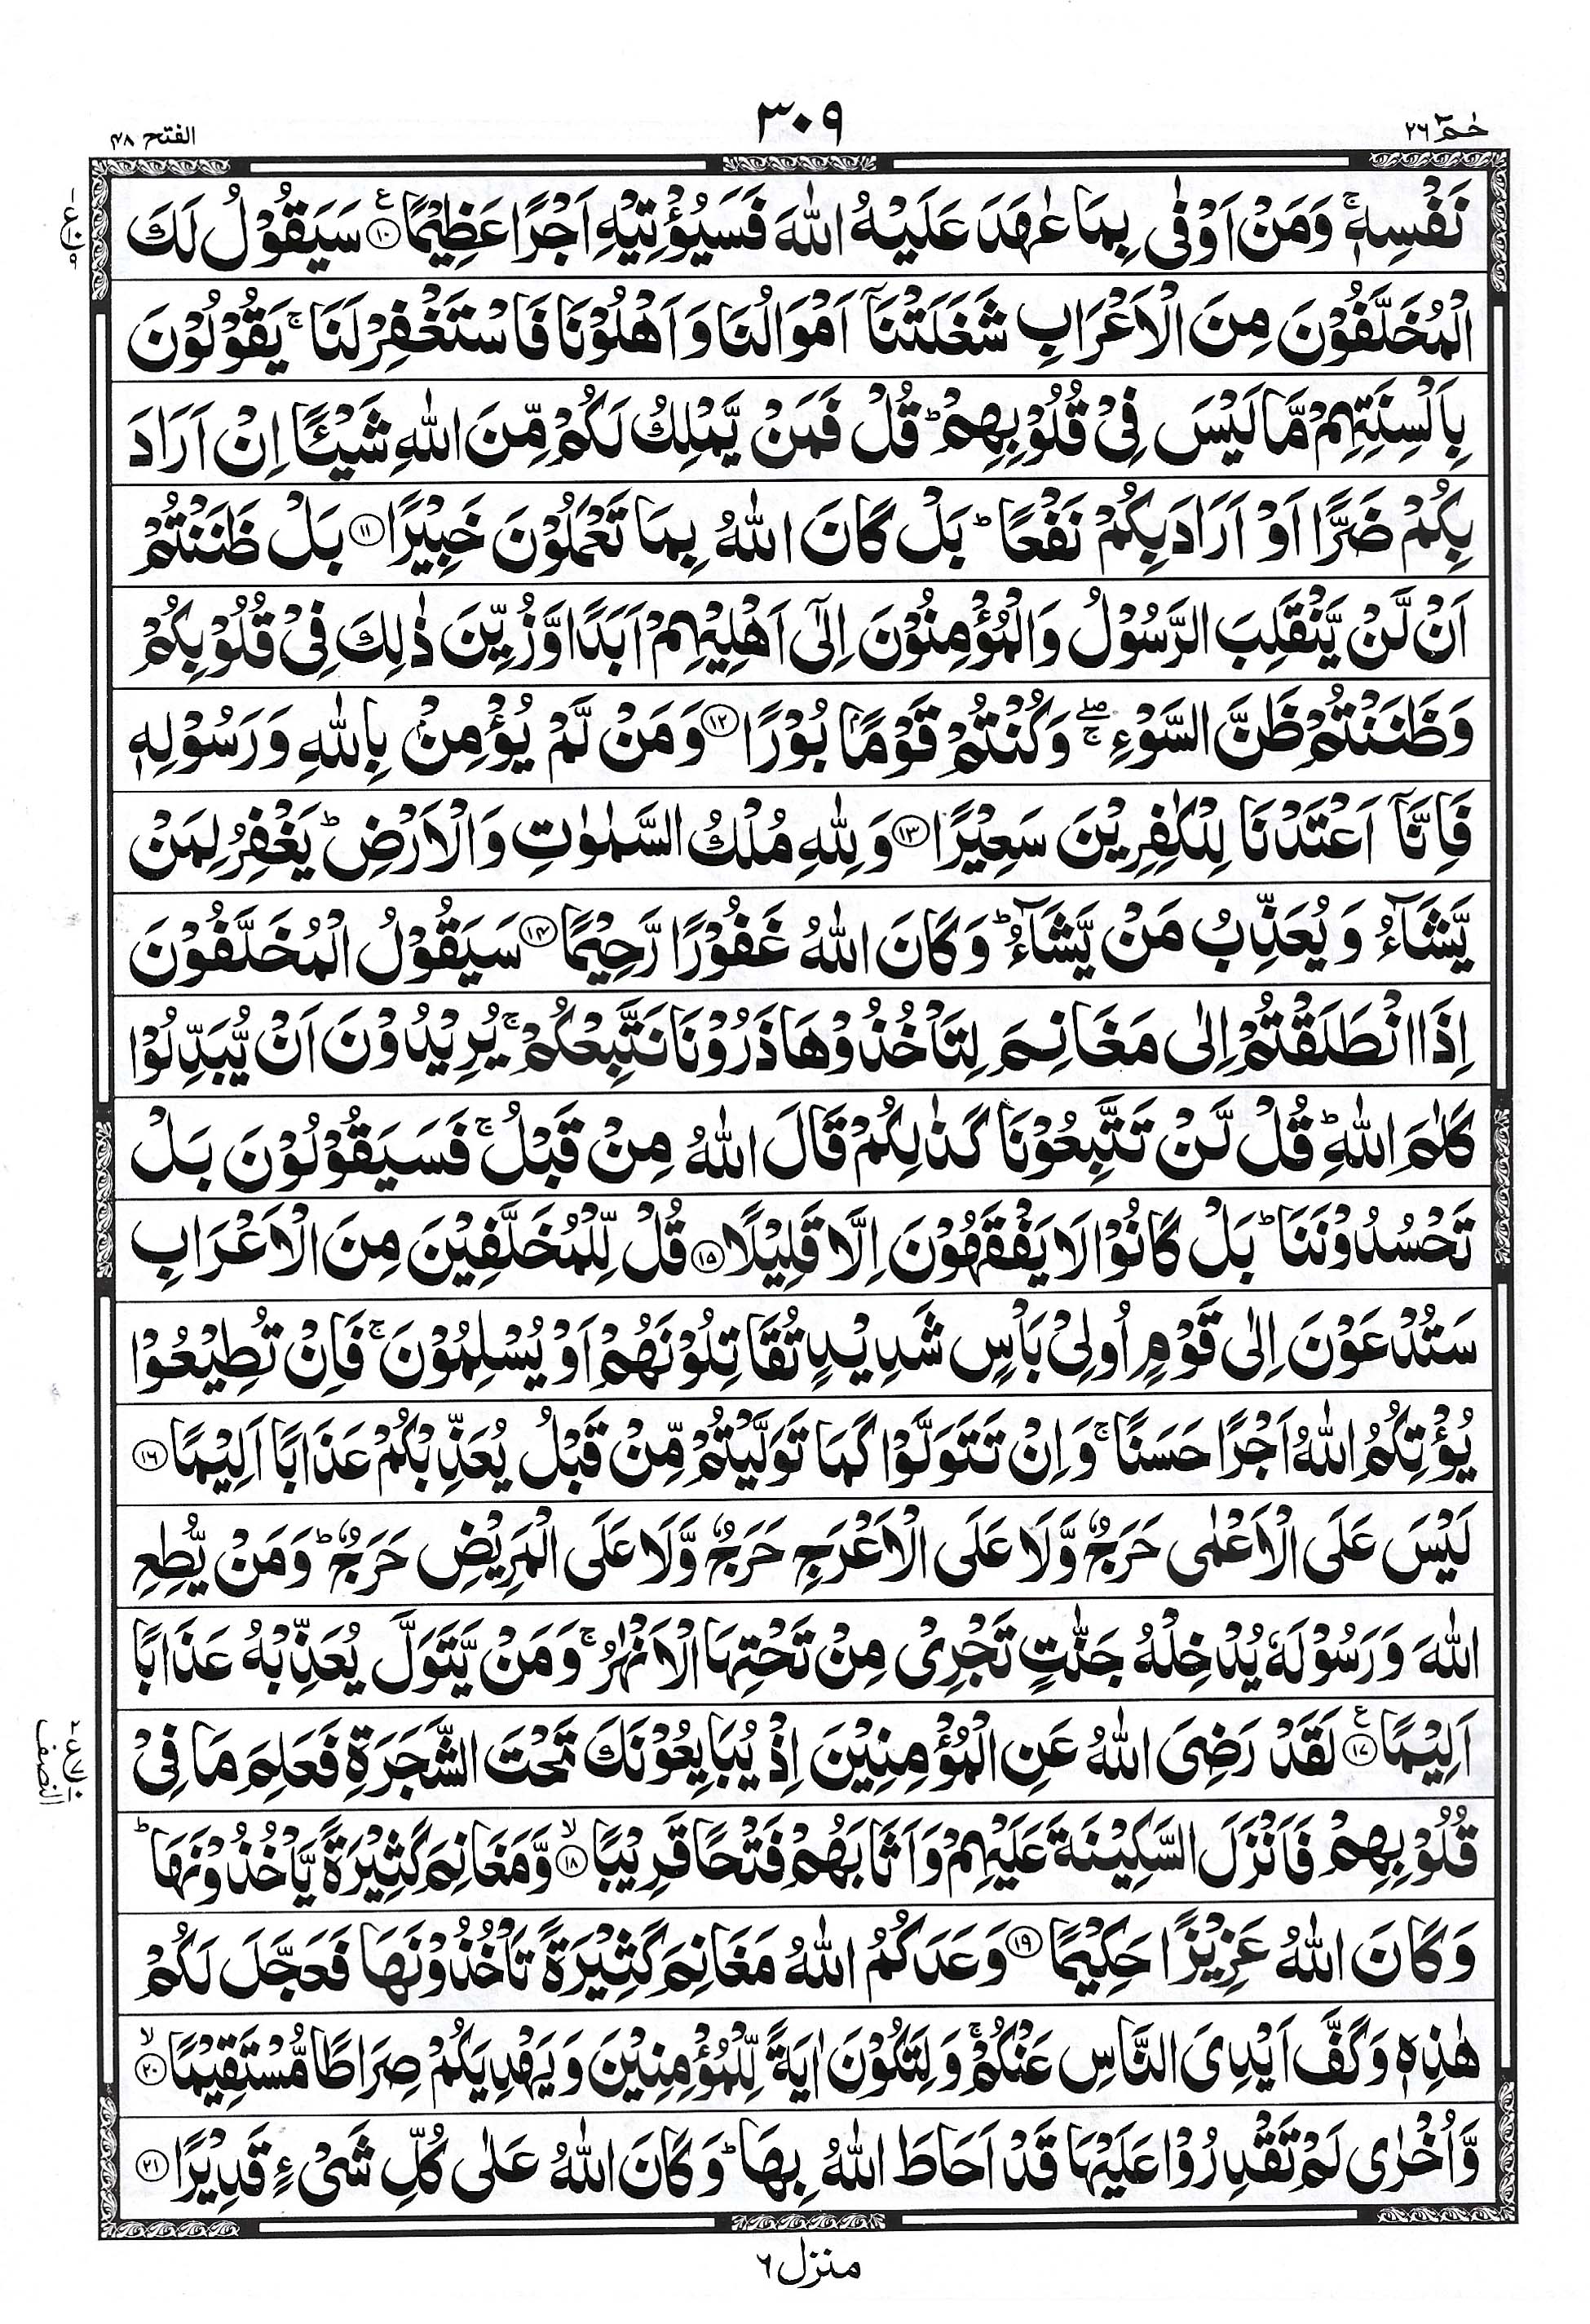 حٰمٓ ٢٦
٣٠٩
الفتح ٤٨
نَفْسِهٖ ۚ وَمَنْ اَوْفٰى بِمَا عٰهَدَ عَلَيْهُ اللّٰهَ فَسَيُؤْتِيْهِ اَجْرًا عَظِيْمًا ۧ ﴿١٠﴾ سَيَقُوْلُ لَكَ
الْمُخَلَّفُوْنَ مِنَ الْاَعْرَابِ شَغَلَتْنَآ اَمْوَالُنَا وَاَهْلُوْنَا فَاسْتَغْفِرْ لَنَا ۚ يَقُوْلُوْنَ
بِاَلْسِنَتِهِمْ مَّا لَيْسَ فِىْ قُلُوْبِهِمْ ؕ قُلْ فَمَنْ يَّمْلِكُ لَكُمْ مِّنَ اللّٰهِ شَيْـًٔا اِنْ اَرَادَ
بِكُمْ ضَرًّا اَوْ اَرَادَ بِكُمْ نَفْعًا ؕ بَلْ كَانَ اللّٰهُ بِمَا تَعْمَلُوْنَ خَبِيْرًا ﴿١١﴾ بَلْ ظَنَنْتُمْ
اَنْ لَّنْ يَّنْقَلِبَ الرَّسُوْلُ وَالْمُؤْمِنُوْنَ اِلٰٓى اَهْلِيْهِمْ اَبَدًا وَّزُيِّنَ ذٰلِكَ فِىْ قُلُوْبِكُمْ
وَظَنَنْتُمْ ظَنَّ السَّوْءِ ۖۚ وَكُنْتُمْ قَوْمًۢا بُوْرًا ﴿١٢﴾ وَمَنْ لَّمْ يُؤْمِنْۢ بِاللّٰهِ وَرَسُوْلِهٖ
فَاِنَّآ اَعْتَدْنَا لِلْكٰفِرِيْنَ سَعِيْرًا ﴿١٣﴾ وَلِلّٰهِ مُلْكُ السَّمٰوٰتِ وَالْاَرْضِ ؕ يَغْفِرُ لِمَنْ
يَّشَآءُ وَيُعَذِّبُ مَنْ يَّشَآءُ ؕ وَكَانَ اللّٰهُ غَفُوْرًا رَّحِيْمًا ﴿١٤﴾ سَيَقُوْلُ الْمُخَلَّفُوْنَ
اِذَا انْطَلَقْتُمْ اِلٰى مَغَانِمَ لِتَاْخُذُوْهَا ذَرُوْنَا نَتَّبِعْكُمْ ۚ يُرِيْدُوْنَ اَنْ يُّبَدِّلُوْا
كَلٰمَ اللّٰهِ ؕ قُلْ لَّنْ تَتَّبِعُوْنَا كَذٰلِكُمْ قَالَ اللّٰهُ مِنْ قَبْلُ ۚ فَسَيَقُوْلُوْنَ بَلْ
تَحْسُدُوْنَنَا ؕ بَلْ كَانُوْا لَا يَفْقَهُوْنَ اِلَّا قَلِيْلًا ﴿١٥﴾ قُلْ لِّلْمُخَلَّفِيْنَ مِنَ الْاَعْرَابِ
سَتُدْعَوْنَ اِلٰى قَوْمٍ اُولِىْ بَاْسٍ شَدِيْدٍ تُقَاتِلُوْنَهُمْ اَوْ يُسْلِمُوْنَ ۚ فَاِنْ تُطِيْعُوْا
يُؤْتِكُمُ اللّٰهُ اَجْرًا حَسَنًا ۚ وَاِنْ تَتَوَلَّوْا كَمَا تَوَلَّيْتُمْ مِّنْ قَبْلُ يُعَذِّبْكُمْ عَذَابًا اَلِيْمًا ﴿١٦﴾
لَيْسَ عَلَى الْاَعْمٰى حَرَجٌ وَّلَا عَلَى الْاَعْرَجِ حَرَجٌ وَّلَا عَلَى الْمَرِيْضِ حَرَجٌ ؕ وَمَنْ يُّطِعِ
اللّٰهَ وَرَسُوْلَهٗ يُدْخِلْهُ جَنّٰتٍ تَجْرِىْ مِنْ تَحْتِهَا الْاَنْهٰرُ ۚ وَمَنْ يَّتَوَلَّ يُعَذِّبْهُ عَذَابًا
اَلِيْمًا ۧ ﴿١٧﴾ لَقَدْ رَضِىَ اللّٰهُ عَنِ الْمُؤْمِنِيْنَ اِذْ يُبَايِعُوْنَكَ تَحْتَ الشَّجَرَةِ فَعَلِمَ مَا فِىْ
النصف
قُلُوْبِهِمْ فَاَنْزَلَ السَّكِيْنَةَ عَلَيْهِمْ وَاَثَابَهُمْ فَتْحًا قَرِيْبًا ۙ ﴿١٨﴾ وَّمَغَانِمَ كَثِيْرَةً يَّاْخُذُوْنَهَا ؕ
وَكَانَ اللّٰهُ عَزِيْزًا حَكِيْمًا ﴿١٩﴾ وَعَدَكُمُ اللّٰهُ مَغَانِمَ كَثِيْرَةً تَاْخُذُوْنَهَا فَعَجَّلَ لَكُمْ
هٰذِهٖ وَكَفَّ اَيْدِىَ النَّاسِ عَنْكُمْ ۚ وَلِتَكُوْنَ اٰيَةً لِّلْمُؤْمِنِيْنَ وَيَهْدِيَكُمْ صِرَاطًا مُّسْتَقِيْمًا ۙ ﴿٢٠﴾
وَّاُخْرٰى لَمْ تَقْدِرُوْا عَلَيْهَا قَدْ اَحَاطَ اللّٰهُ بِهَا ؕ وَكَانَ اللّٰهُ عَلٰى كُلِّ شَىْءٍ قَدِيْرًا ﴿٢١﴾
منزل ٦